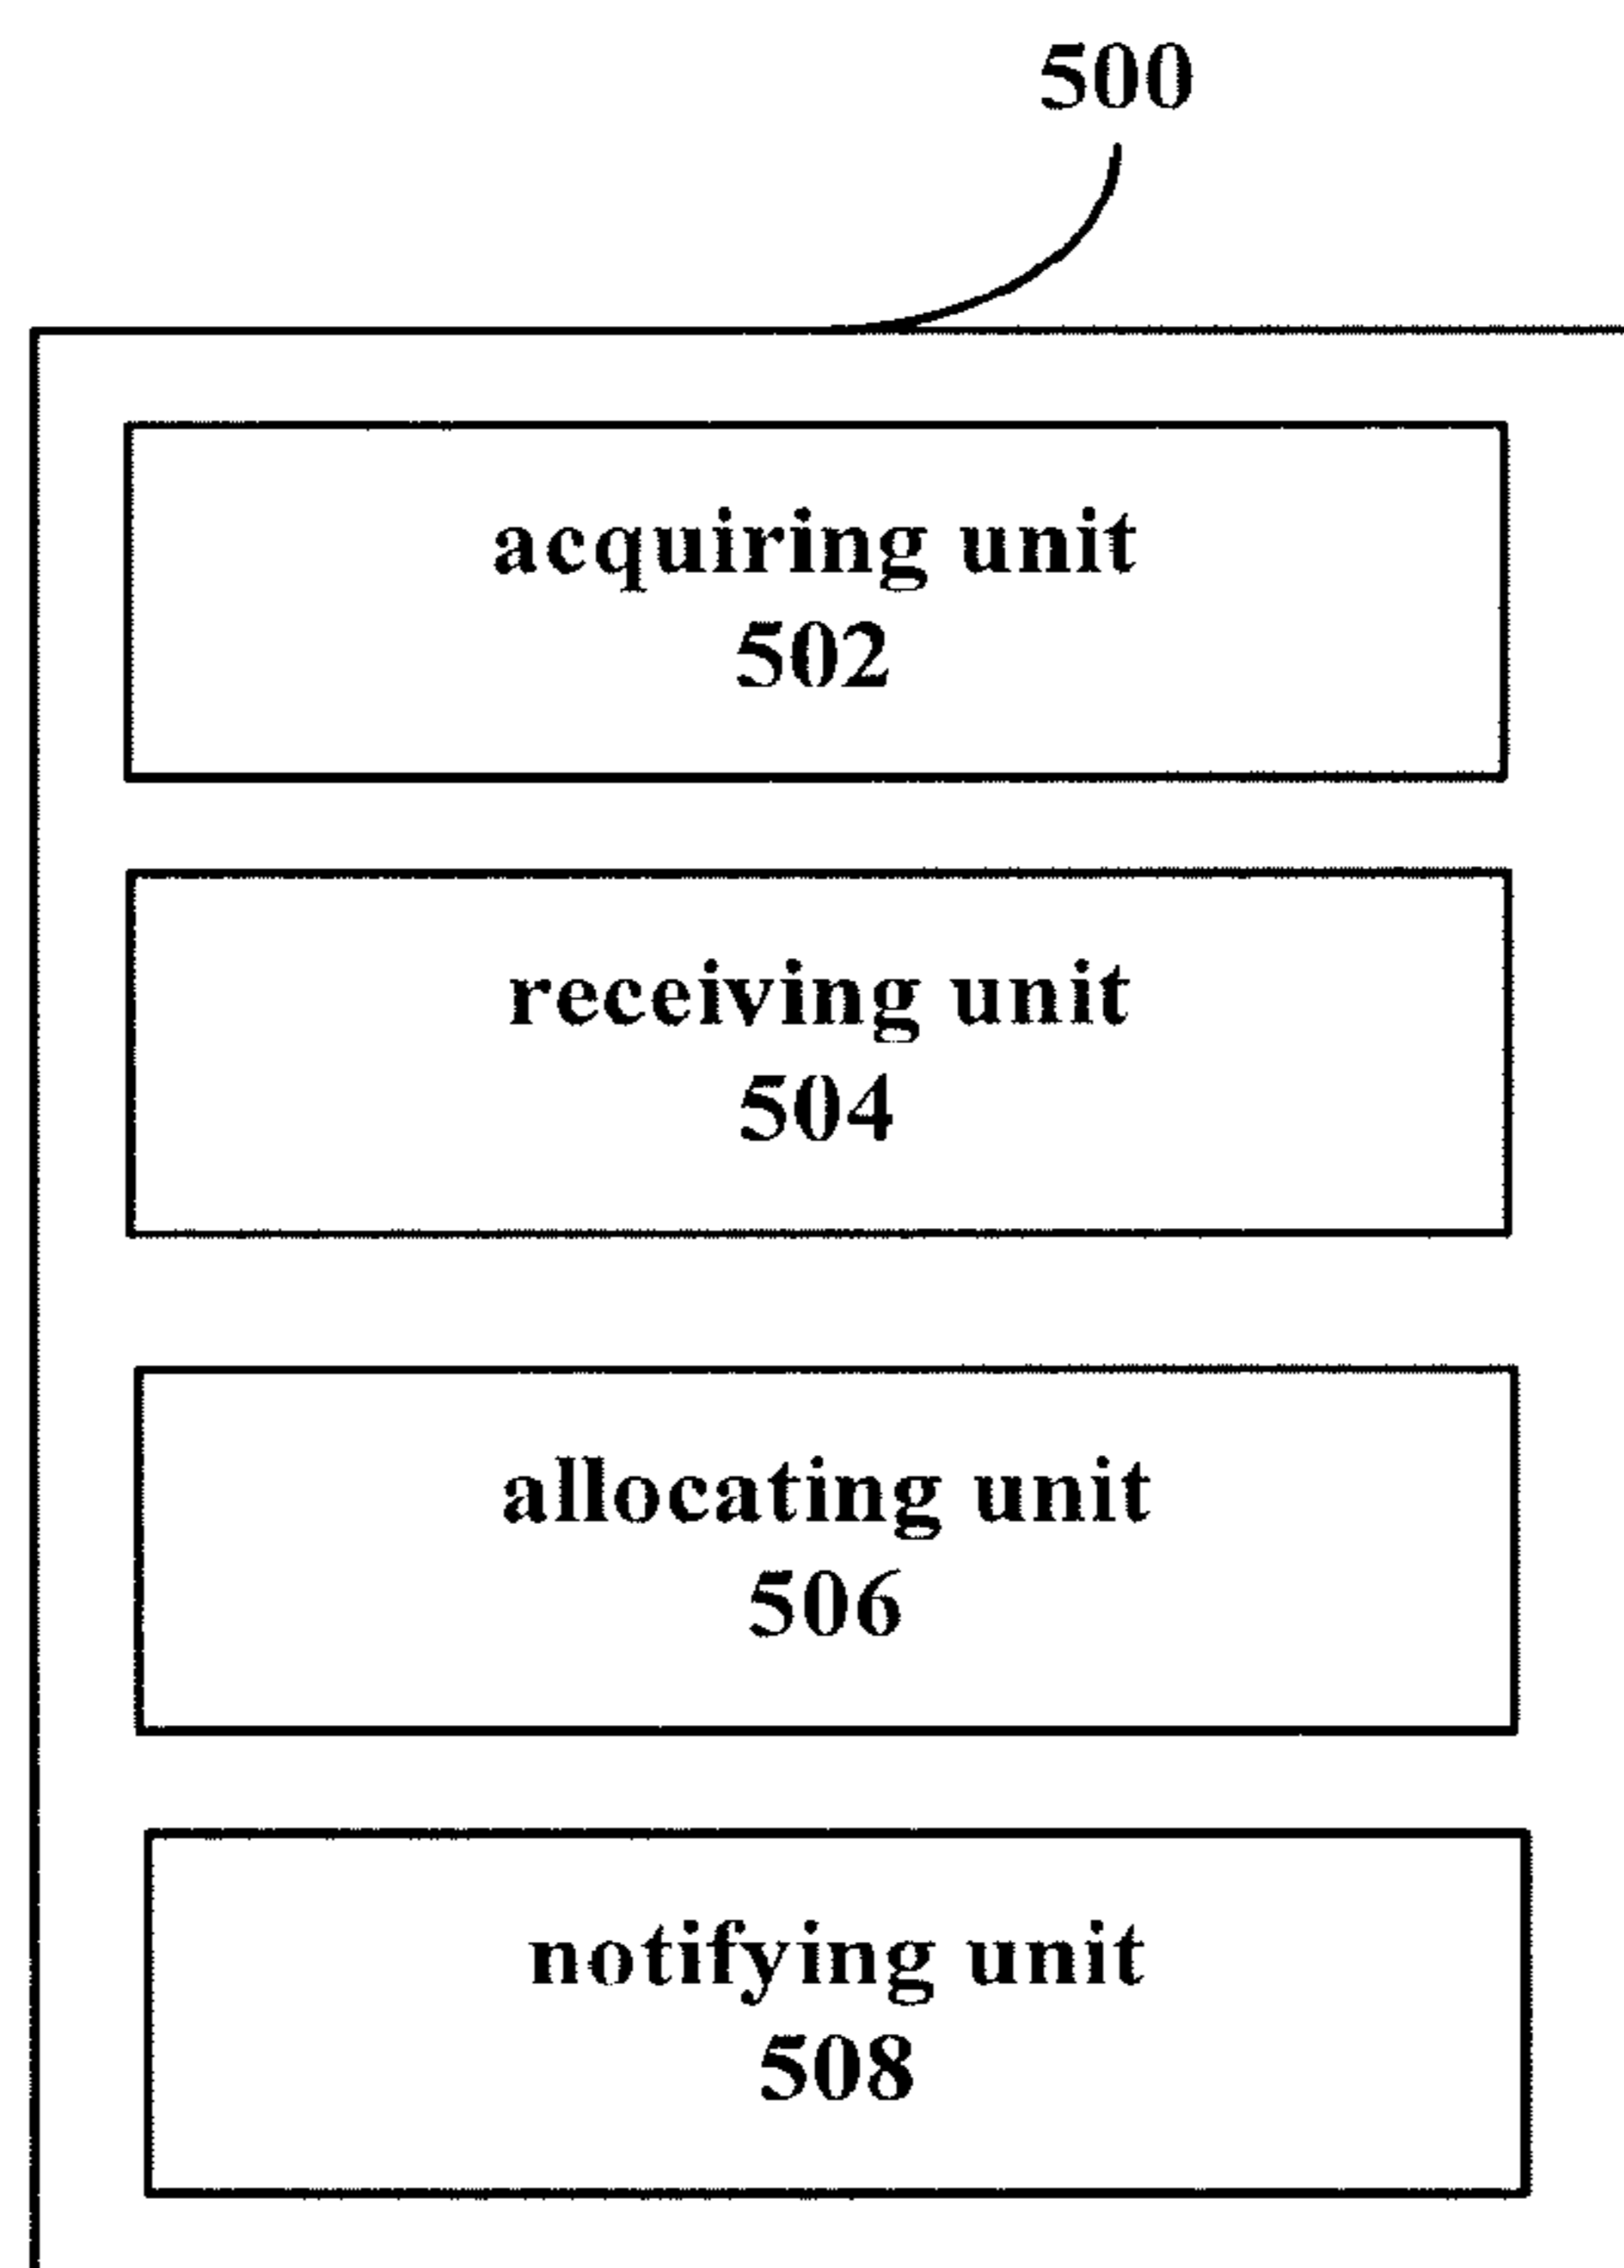 500
acquiring unit
502
receiving unit
504
allocating unit
506
notifying unit
508